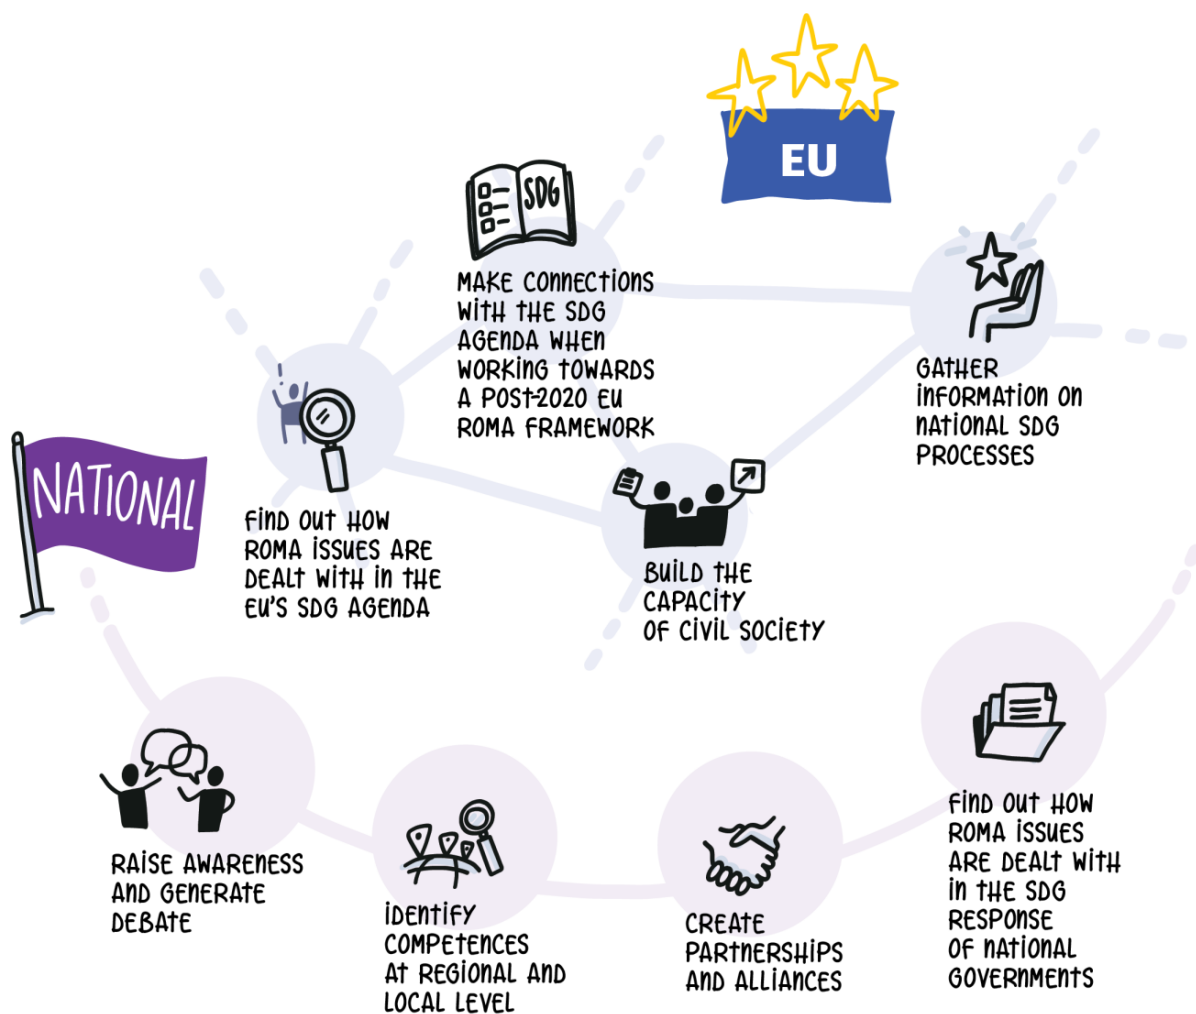 EU
SDG
MAKE CONNECTIONS
WITH THE SDG
AGENDA WHEN
WORKING TOWARDS
A POST-2020 EU
ROMA FRAMEWORK
GATHER
INFORMATION ON
NATIONAL SDG
PROCESSES
NATIONAL
FIND OUT HOW
ROMA ISSUES ARE
DEALT WITH IN THE
EU'S SDG AGENDA
BUILD THE
CAPACITY
OF CIVIL SOCIETY
RAISE AWARENESS
AND GENERATE
DEBATE
IDENTIFY
COMPETENCES
AT REGIONAL AND
LOCAL LEVEL
CREATE
PARTNERSHIPS
AND ALLIANCES
FIND OUT HOW
ROMA ISSUES
ARE DEALT WITH
IN THE SDG
RESPONSE
OF NATIONAL
GOVERNMENTS